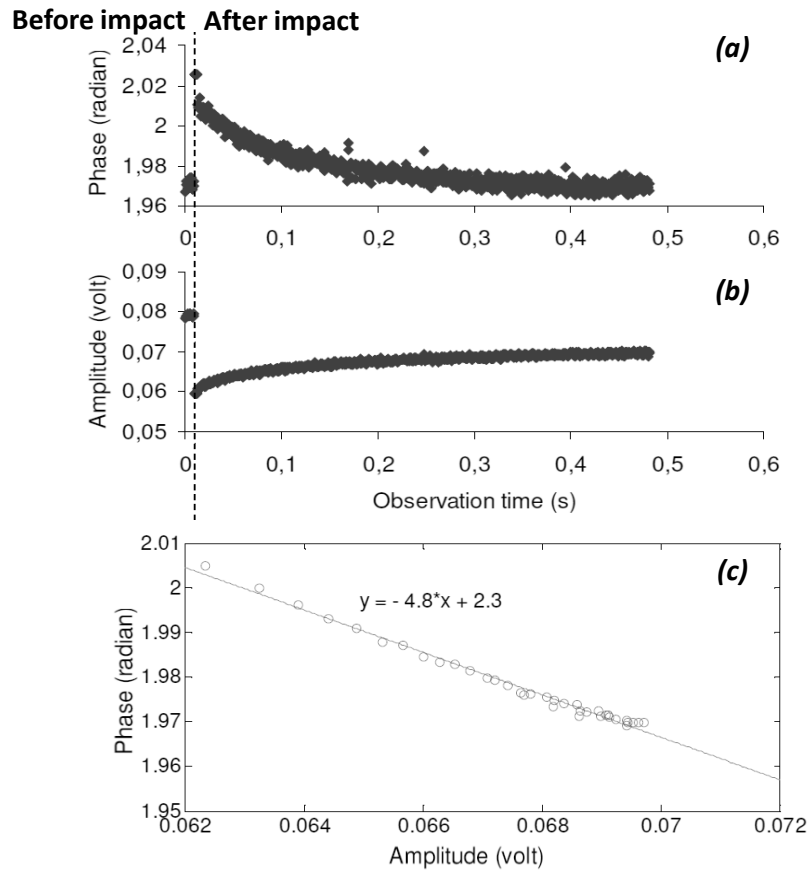 Before impact After impact
(a)
Phase (radian)
2,04
2,02
2
1,98
1,96
0 0,1 0,2 0,3 0,4 0,5 0,6
(b)
Amplitude (volt)
0,09
0,08
0,07
0,06
0,05
0 0,1 0,2 0,3 0,4 0,5 0,6
Observation time (s)
(c)
Phase (radian)
2.01
2
1.99
1.98
1.97
1.96
1.95
y = - 4.8*x + 2.3
0.062 0.064 0.066 0.068 0.07 0.072
Amplitude (volt)